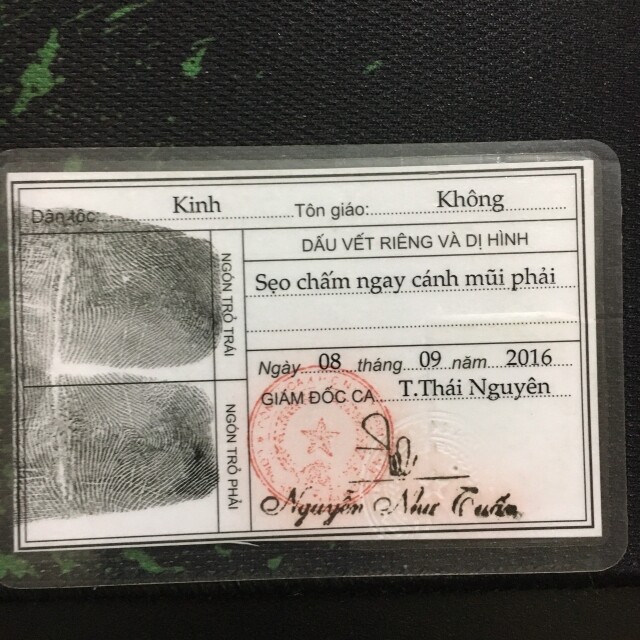 Dân tộc: Kinh Tôn giáo: Không
NGÓN TRỎ TRÁI
NGÓN TRỎ PHẢI
DẤU VẾT RIÊNG VÀ DỊ HÌNH
Sẹo chấm ngay cánh mũi phải
Ngày 08 tháng 09 năm 2016
GIÁM ĐỐC CA T.Thái Nguyên
Nguyễn Như Tuấn